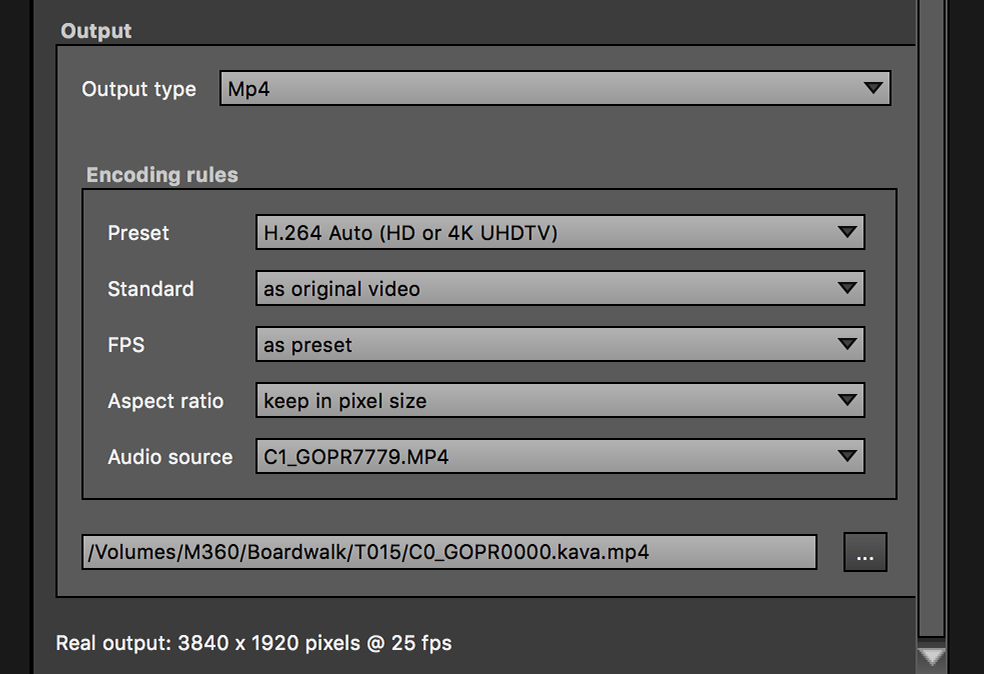 Output
Output type Mp4
Encoding rules
Preset H.264 Auto (HD or 4K UHDTV)
Standard as original video
FPS as preset
Aspect ratio keep in pixel size
Audio source C1_GOPR7779.MP4
/Volumes/M360/Boardwalk/T015/C0_GOPR0000.kava.mp4 ...
Real output: 3840 x 1920 pixels @ 25 fps